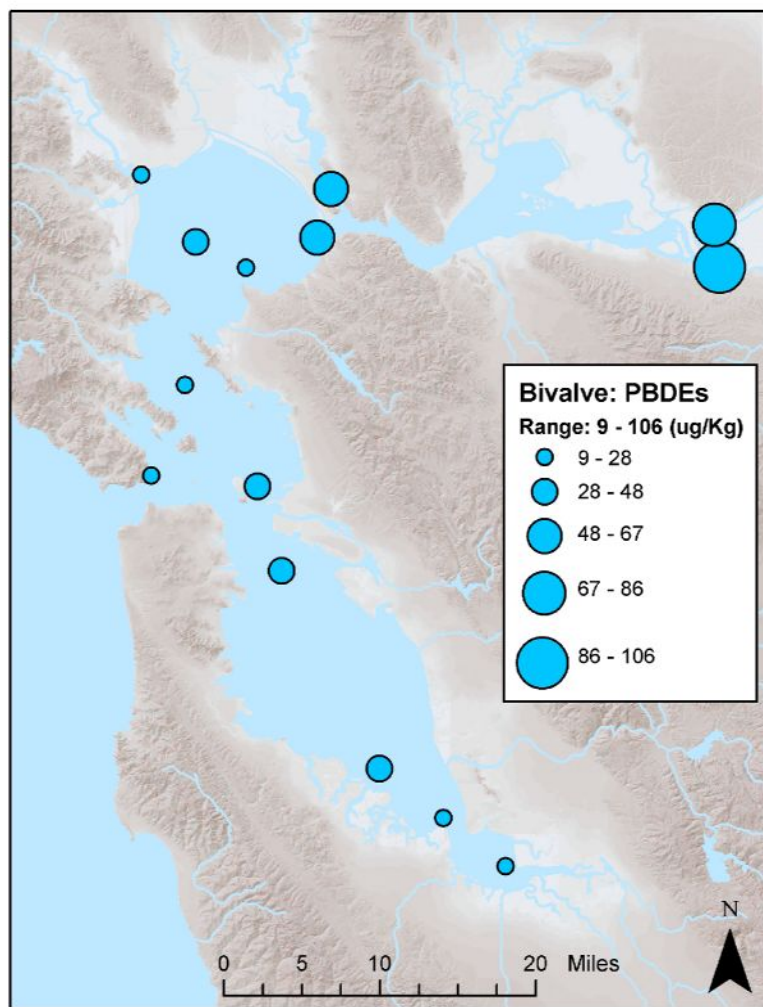 Bivalve: PBDEs
Range: 9 - 106 (ug/Kg)
9 - 28
28 - 48
48 - 67
67 - 86
86 - 106
N
0 5 10 20 Miles